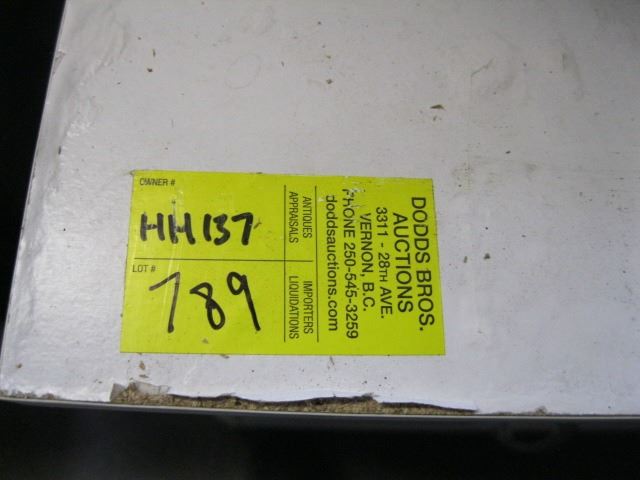 OWNER #
HH137
LOT #
789
ANTIQUES
APPRAISALS
IMPORTERS
LIQUIDATIONS
DODDS BROS.
AUCTIONS
3311 - 28TH AVE.
VERNON, B.C.
PHONE 250-545-3259
doddsauctions.com